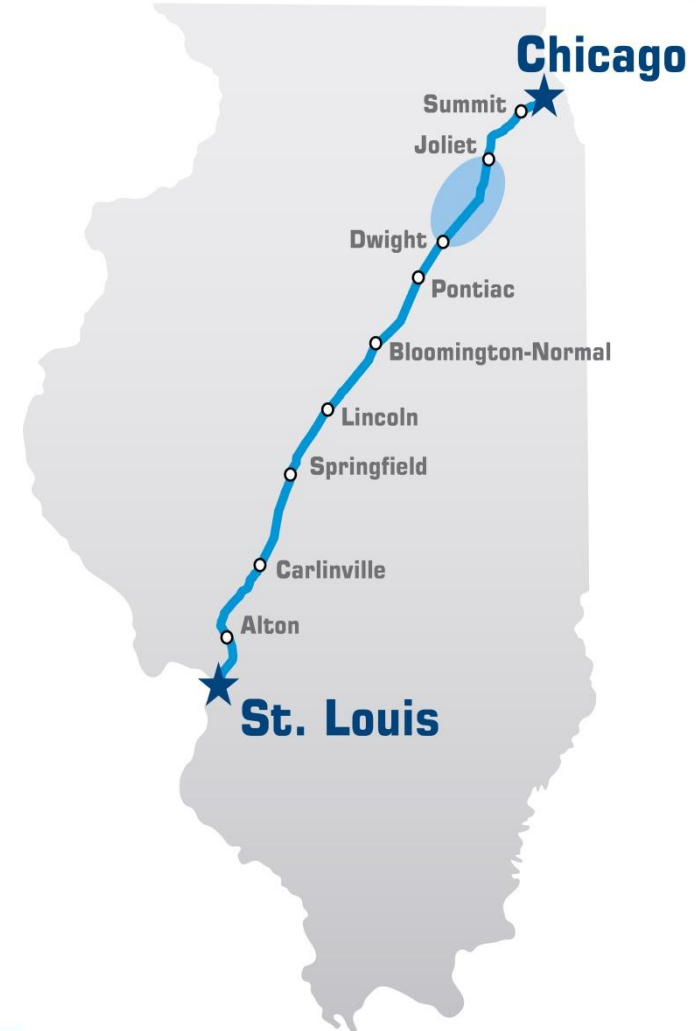 Chicago
Summit
Joliet
Dwight
Pontiac
Bloomington-Normal
Lincoln
Springfield
Carlinville
Alton
St. Louis